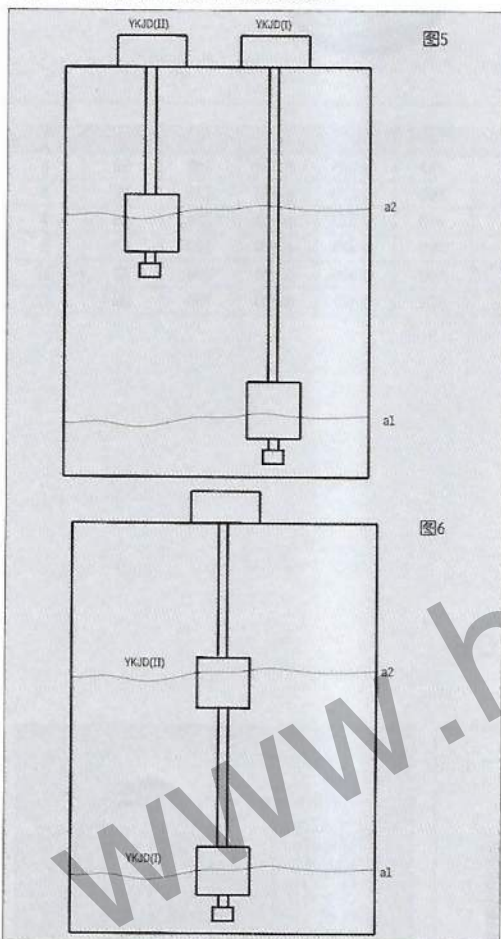 YKJD(II) YKJD(I) 图5
a2
a1
图6
YKJD(II) a2
YKJD(I) a1
www.b